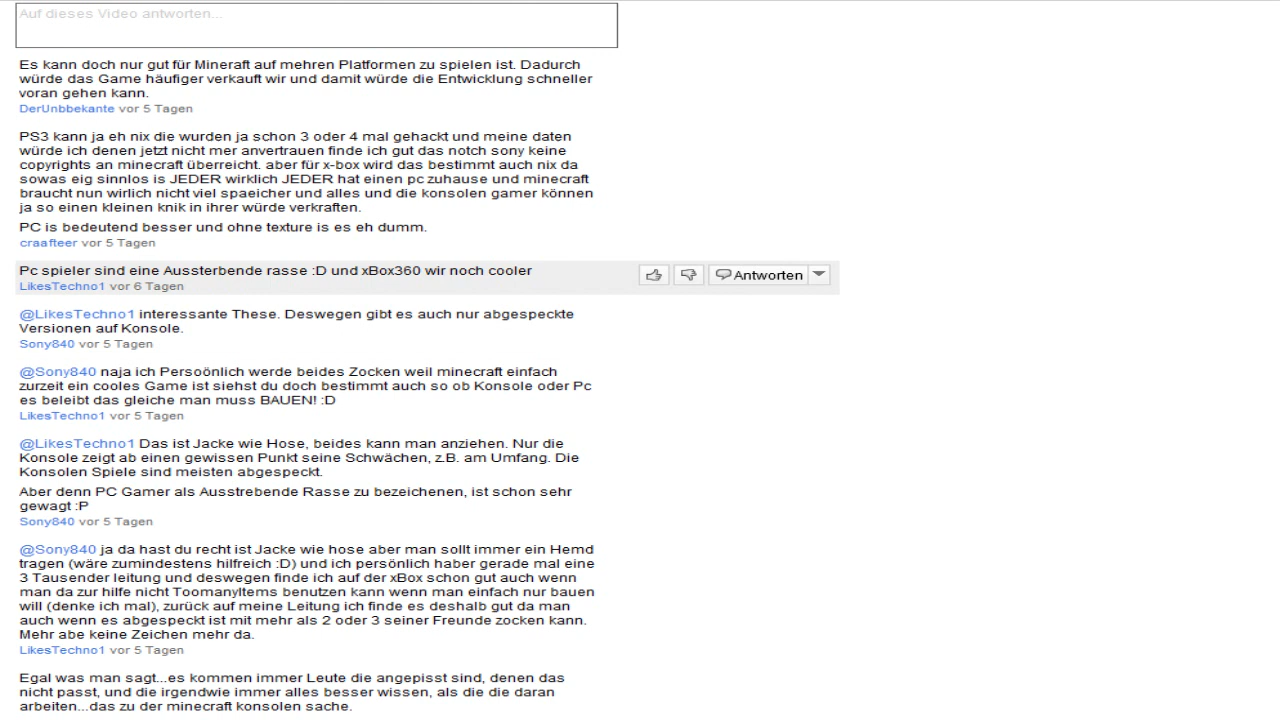 Auf dieses Video antworten...
Es kann doch nur gut für Mineraft auf mehren Platformen zu spielen ist. Dadurch
würde das Game häufiger verkauft wir und damit würde die Entwicklung schneller
voran gehen kann.
DerUnbbekante vor 5 Tagen
PS3 kann ja eh nix die wurden ja schon 3 oder 4 mal gehackt und meine daten
würde ich denen jetzt nicht mer anvertrauen finde ich gut das notch sony keine
copyrights an minecraft überreicht. aber für x-box wird das bestimmt auch nix da
sowas eig sinnlos is JEDER wirklich JEDER hat einen pc zuhause und minecraft
braucht nun wirlich nicht viel spaeicher und alles und die konsolen gamer können
ja so einen kleinen knik in ihrer würde verkraften.
PC is bedeutend besser und ohne texture is es eh dumm.
craafteer vor 5 Tagen
Pc spieler sind eine Aussterbende rasse :D und xBox360 wir noch cooler
Antworten
LikesTechno1 vor 6 Tagen
@LikesTechno1 interessante These. Deswegen gibt es auch nur abgespeckte
Versionen auf Konsole.
Sony840 vor 5 Tagen
@Sony840 naja ich Persoönlich werde beides Zocken weil minecraft einfach
zurzeit ein cooles Game ist siehst du doch bestimmt auch so ob Konsole oder Pc
es beleibt das gleiche man muss BAUEN! :D
LikesTechno1 vor 5 Tagen
@LikesTechno1 Das ist Jacke wie Hose, beides kann man anziehen. Nur die
Konsole zeigt ab einen gewissen Punkt seine Schwächen, z.B. am Umfang. Die
Konsolen Spiele sind meisten abgespeckt.
Aber denn PC Gamer als Ausstrebende Rasse zu bezeichenen, ist schon sehr
gewagt :P
Sony840 vor 5 Tagen
@Sony840 ja da hast du recht ist Jacke wie hose aber man sollt immer ein Hemd
tragen (wäre zumindestens hilfreich :D) und ich persönlich haber gerade mal eine
3 Tausender leitung und deswegen finde ich auf der xBox schon gut auch wenn
man da zur hilfe nicht ToomanyItems benutzen kann wenn man einfach nur bauen
will (denke ich mal), zurück auf meine Leitung ich finde es deshalb gut da man
auch wenn es abgespeckt ist mit mehr als 2 oder 3 seiner Freunde zocken kann.
Mehr abe keine Zeichen mehr da.
LikesTechno1 vor 5 Tagen
Egal was man sagt...es kommen immer Leute die angepisst sind, denen das
nicht passt, und die irgendwie immer alles besser wissen, als die die daran
arbeiten...das zu der minecraft konsolen sache.